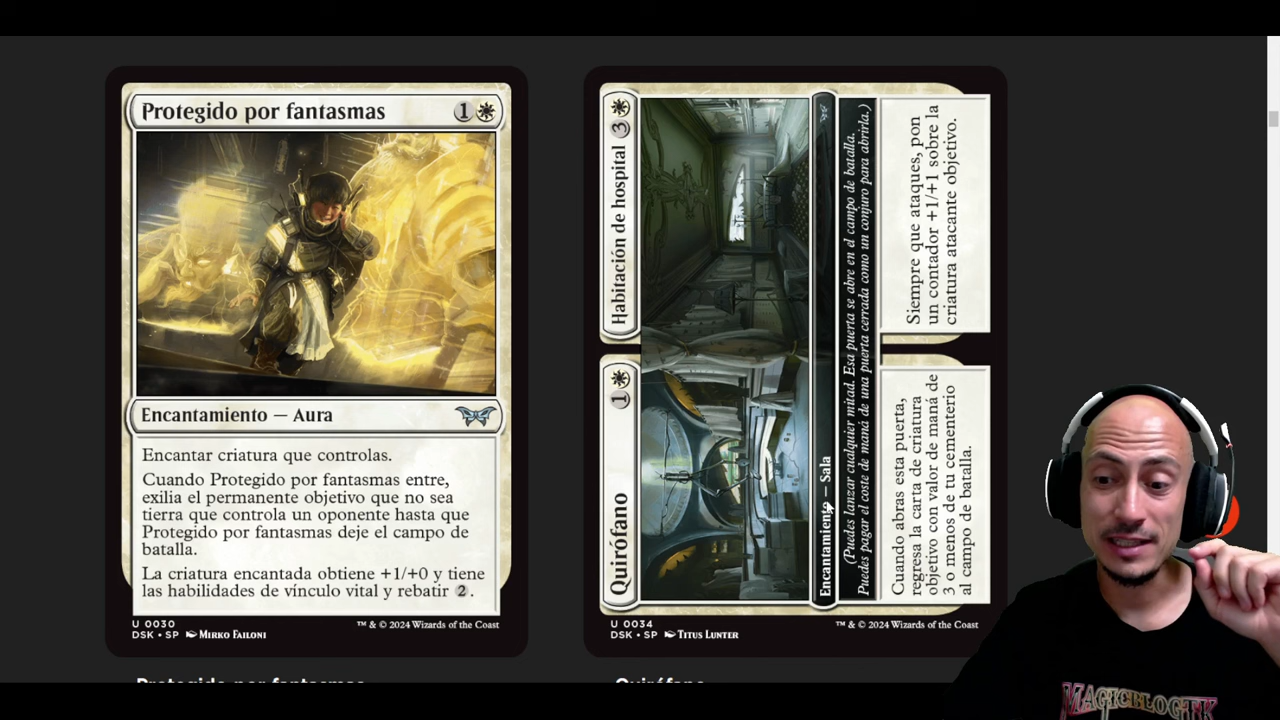 Protegido por fantasmas 1
Encantamiento — Aura
Encantar criatura que controlas.
Cuando Protegido por fantasmas entre,
exilia el permanente objetivo que no sea
tierra que controla un oponente hasta que
Protegido por fantasmas deje el campo de
batalla.
La criatura encantada obtiene +1/+0 y tiene
las habilidades de vínculo vital y rebatir 2.
U 0030
DSK • SP Mirko Failoni
™ & © 2024 Wizards of the Coast
Quirófano 1
Habitación de hospital 3
Encantamiento — Sala
(Puedes lanzar cualquier mitad. Esa puerta se abre en el campo de batalla.
Puedes pagar el coste de maná de una puerta cerrada como un conjuro para abrirla.)
Cuando abras esta puerta,
regresa la carta de criatura
objetivo con valor de maná de
3 o menos de tu cementerio
al campo de batalla.
Siempre que ataques, pon
un contador +1/+1 sobre la
criatura atacante objetivo.
U 0034
DSK • SP Titus Lunter
™ & © 2024 Wizards of the Coast
Protegido por fantasmas
Quirófano
MAGICBLOGTK